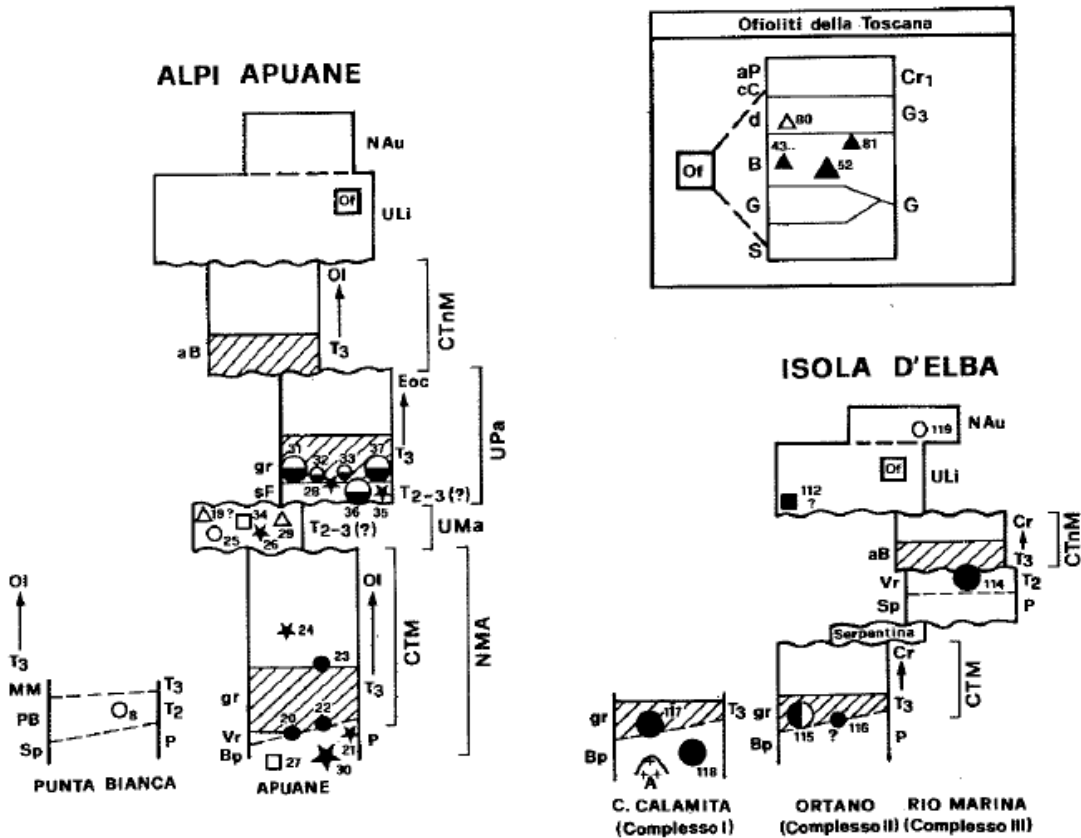 Ofioliti della Toscana
aP
cC
Cr1
d
80
G3
43..
81
B
52
Of
G
G
S
ALPI APUANE
NAu
Of
ULi
Ol
CTnM
aB
T3
Eoc
UPa
31
32
33
37
T3
gr
28
sF
36
35
T2-3(?)
19?
34
29
25
26
T2-3(?)
UMa
Ol
Ol
24
CTM
NMA
23
T3
MM
T3
gr
T3
PB
8
T2
22
20
Sp
P
Vr
21
P
Bp
27
30
PUNTA BIANCA
APUANE
ISOLA D'ELBA
119
NAu
Of
ULi
112
?
Cr
CTnM
aB
T3
Vr
114
T2
Sp
P
Serpentina
Cr
CTM
gr
117
T3
gr
T3
115
?
116
Bp
118
Bp
P
A
C. CALAMITA
(Complesso I)
ORTANO
(Complesso II)
RIO MARINA
(Complesso III)